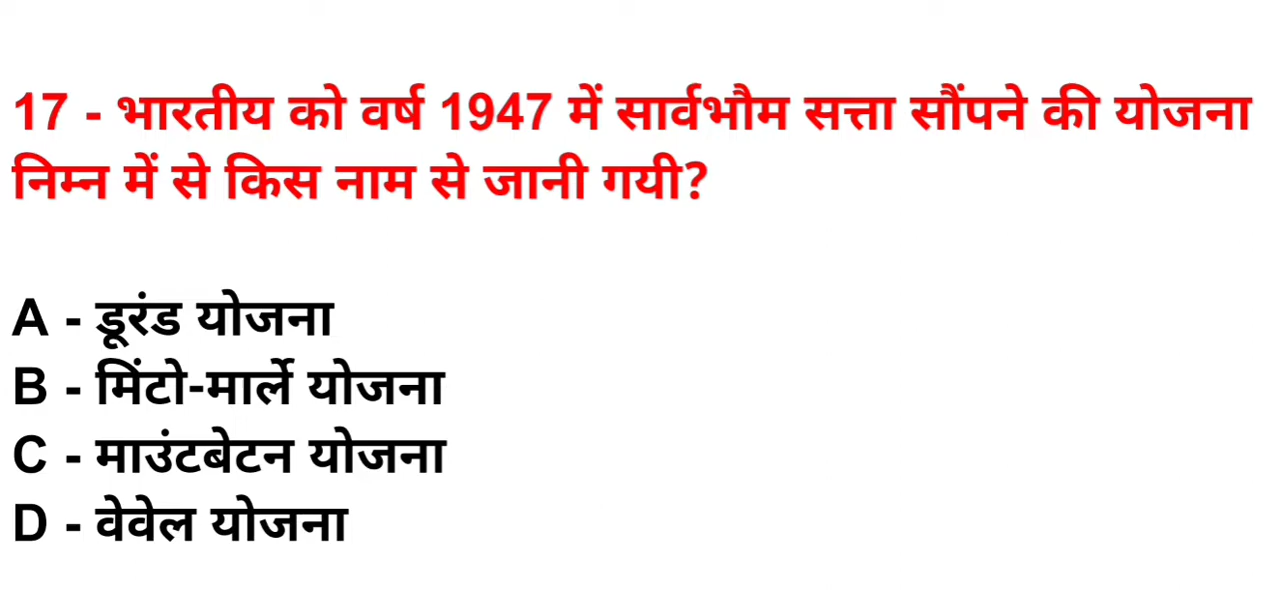 17 - भारतीय को वर्ष 1947 में सार्वभौम सत्ता सौंपने की योजना
निम्न में से किस नाम से जानी गयी?
A - डूरंड योजना
B - मिंटो-मार्ले योजना
C - माउंटबेटन योजना
D - वेवेल योजना